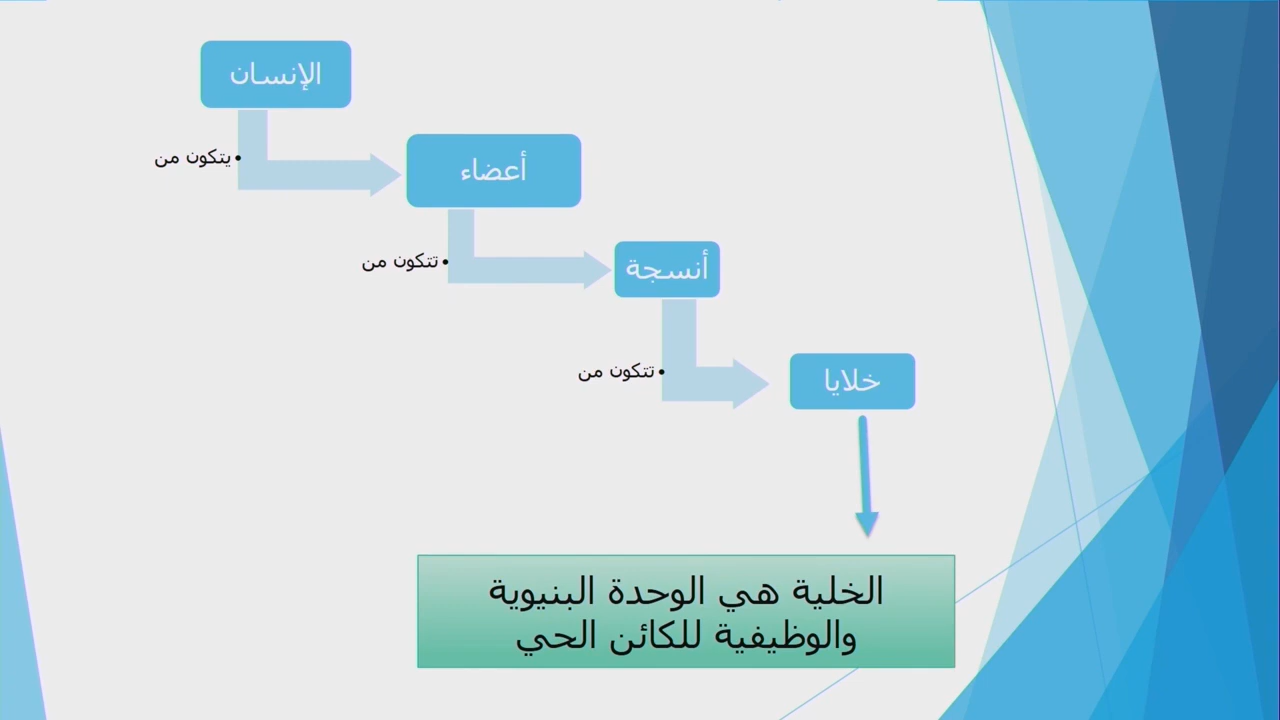 الإنسان
• يتكون من
أعضاء
• تتكون من
أنسجة
• تتكون من
خلايا
الخلية هي الوحدة البنيوية
والوظيفية للكائن الحي